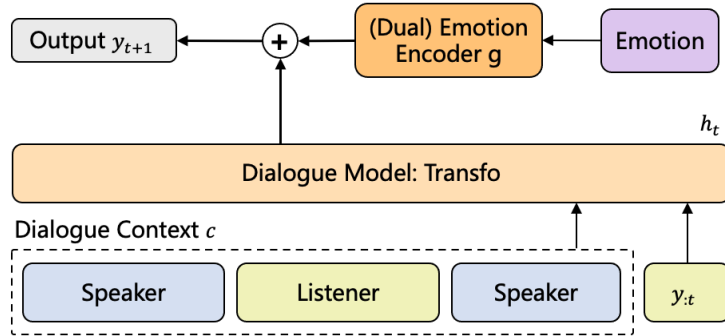 Output y_{t+1}
+
(Dual) Emotion
Encoder g
Emotion
h_t
Dialogue Model: Transfo
Dialogue Context c
Speaker
Listener
Speaker
y_{:t}